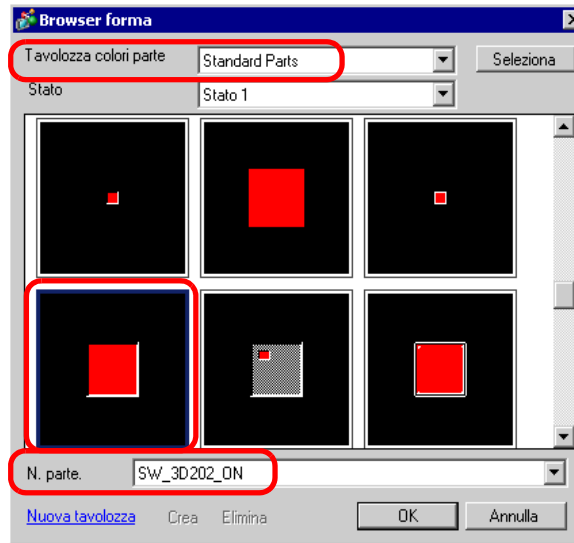 Browser forma
Tavolozza colori parte Standard Parts Seleziona
Stato Stato 1
N. parte. SW_3D202_ON
Nuova tavolozza Crea Elimina OK Annulla